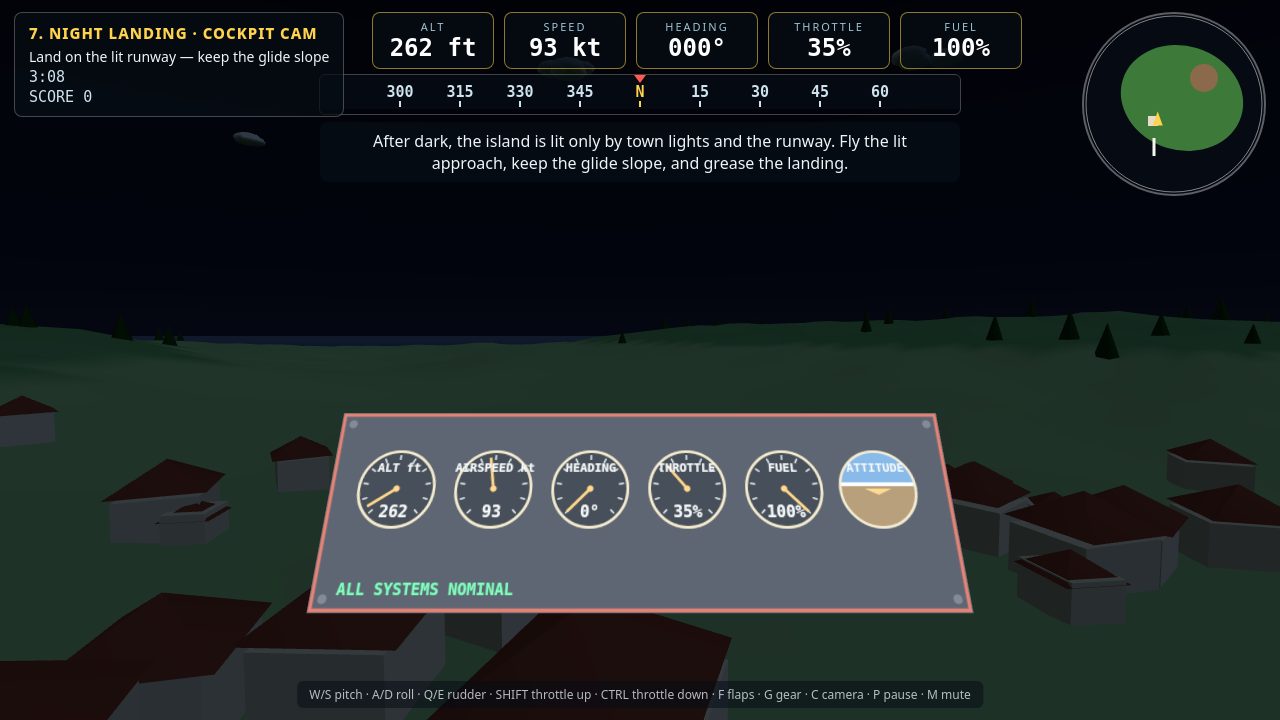 7. NIGHT LANDING · COCKPIT CAM
Land on the lit runway — keep the glide slope
3:08
SCORE 0
ALT
262 ft
SPEED
93 kt
HEADING
000°
THROTTLE
35%
FUEL
100%
300 315 330 345 N 15 30 45 60
After dark, the island is lit only by town lights and the runway. Fly the lit
approach, keep the glide slope, and grease the landing.
ALT ft AIRSPEED kt HEADING THROTTLE FUEL ATTITUDE
262 93 0° 35% 100%
ALL SYSTEMS NOMINAL
W/S pitch · A/D roll · Q/E rudder · SHIFT throttle up · CTRL throttle down · F flaps · G gear · C camera · P pause · M mute